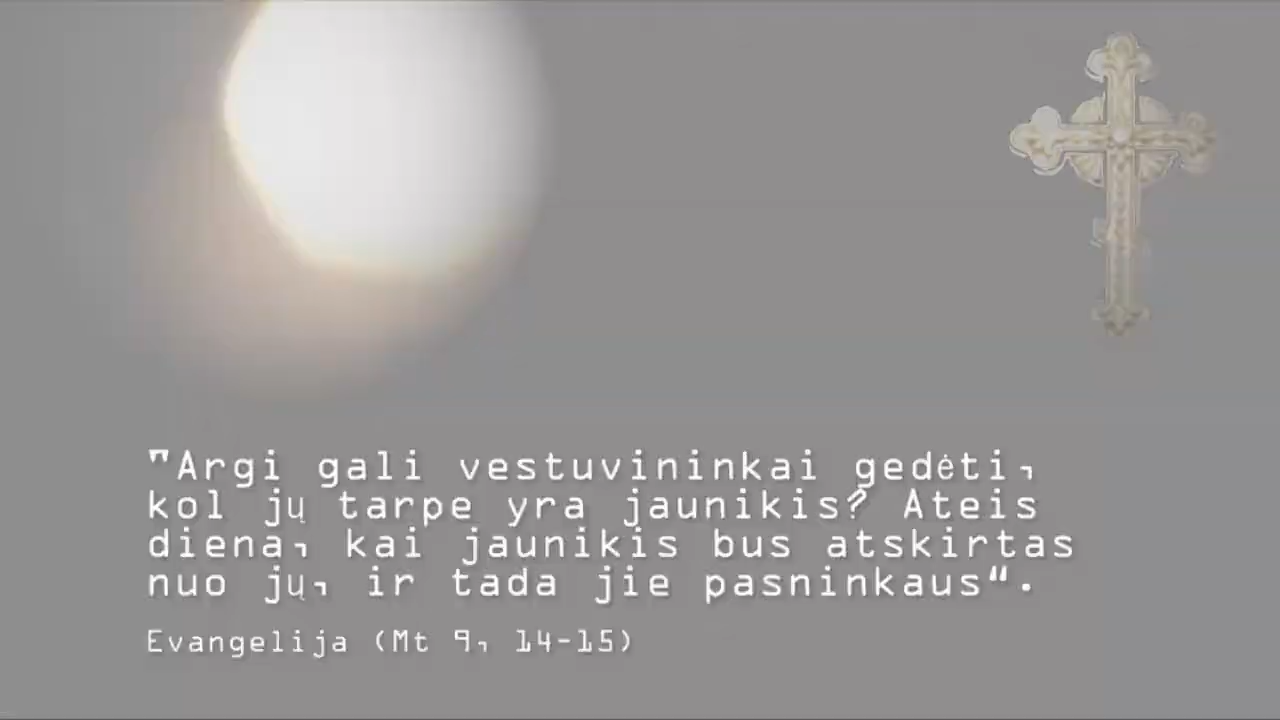 "Argi gali vestuvininkai gedėti,
kol jų tarpe yra jaunikis? Ateis
diena, kai jaunikis bus atskirtas
nuo jų, ir tada jie pasninkaus“.
Evangelija (Mt 9, 14-15)